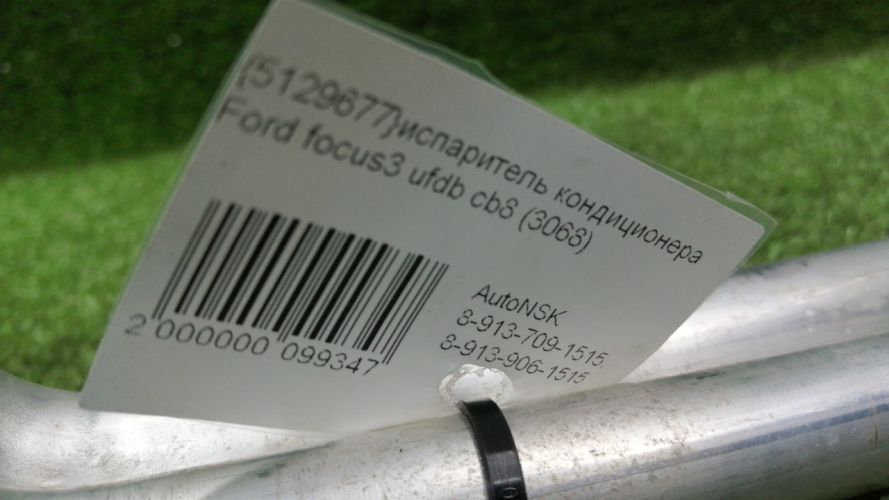 {5129677}испаритель кондиционера
Ford focus3 ufdb cb8 (3068)
2 000000 099347
AutoNSK
8-913-709-1515,
8-913-906-1515